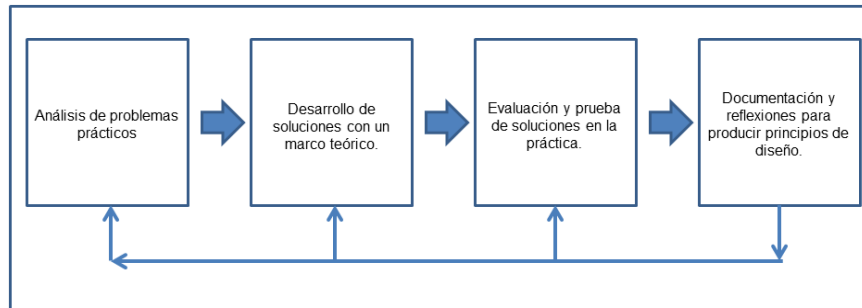 Análisis de problemas
prácticos
Desarrollo de
soluciones con un
marco teórico.
Evaluación y prueba
de soluciones en la
práctica.
Documentación y
reflexiones para
producir principios de
diseño.